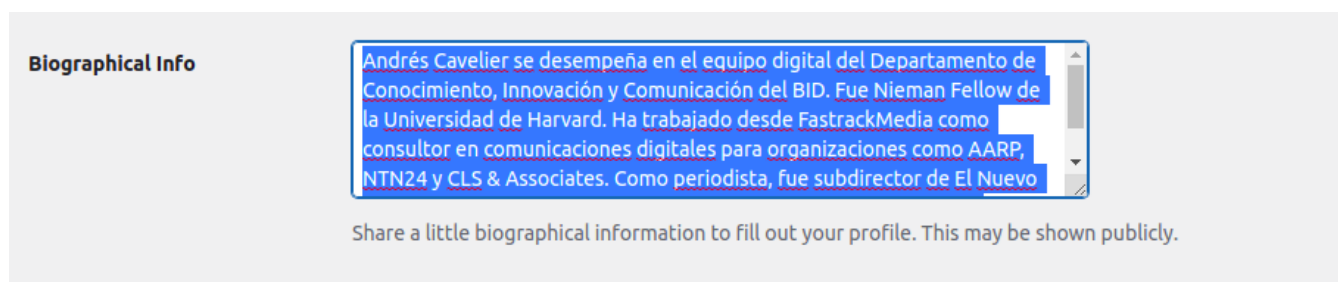 Biographical Info
Andrés Cavelier se desempeña en el equipo digital del Departamento de
Conocimiento, Innovación y Comunicación del BID. Fue Nieman Fellow de
la Universidad de Harvard. Ha trabajado desde FastrackMedia como
consultor en comunicaciones digitales para organizaciones como AARP,
NTN24 y CLS & Associates. Como periodista, fue subdirector de El Nuevo
Share a little biographical information to fill out your profile. This may be shown publicly.